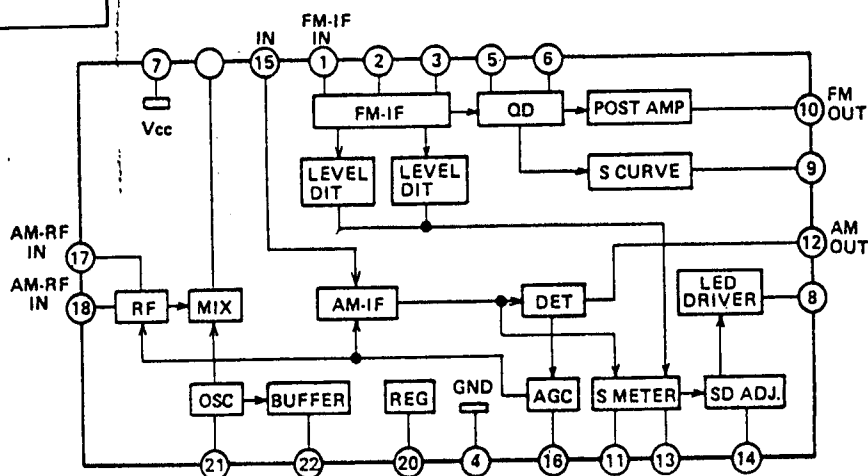 FM-IF
IN IN
7 15 1 2 3 5 6
Vcc
FM-IF QD POST AMP 10 FM
OUT
LEVEL
DIT
LEVEL
DIT
S CURVE 9
AM-RF
IN
17
12 AM
OUT
AM-RF
IN
18
RF MIX AM-IF DET LED
DRIVER 8
OSC BUFFER REG GND AGC S METER SD ADJ.
21 22 20 4 16 11 13 14